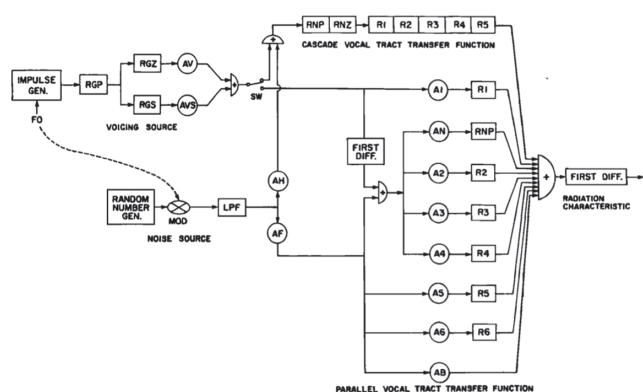 RNP RNZ R1 R2 R3 R4 R5
CASCADE VOCAL TRACT TRANSFER FUNCTION
IMPULSE
GEN.
RGP
RGZ
AV
RGS
AVS
VOICING SOURCE
SW
FO
RANDOM
NUMBER
GEN.
MOD
LPF
NOISE SOURCE
AH
AF
FIRST
DIFF.
A1 R1
AN RNP
A2 R2
A3 R3
A4 R4
A5 R5
A6 R6
AB
FIRST DIFF.
RADIATION
CHARACTERISTIC
PARALLEL VOCAL TRACT TRANSFER FUNCTION